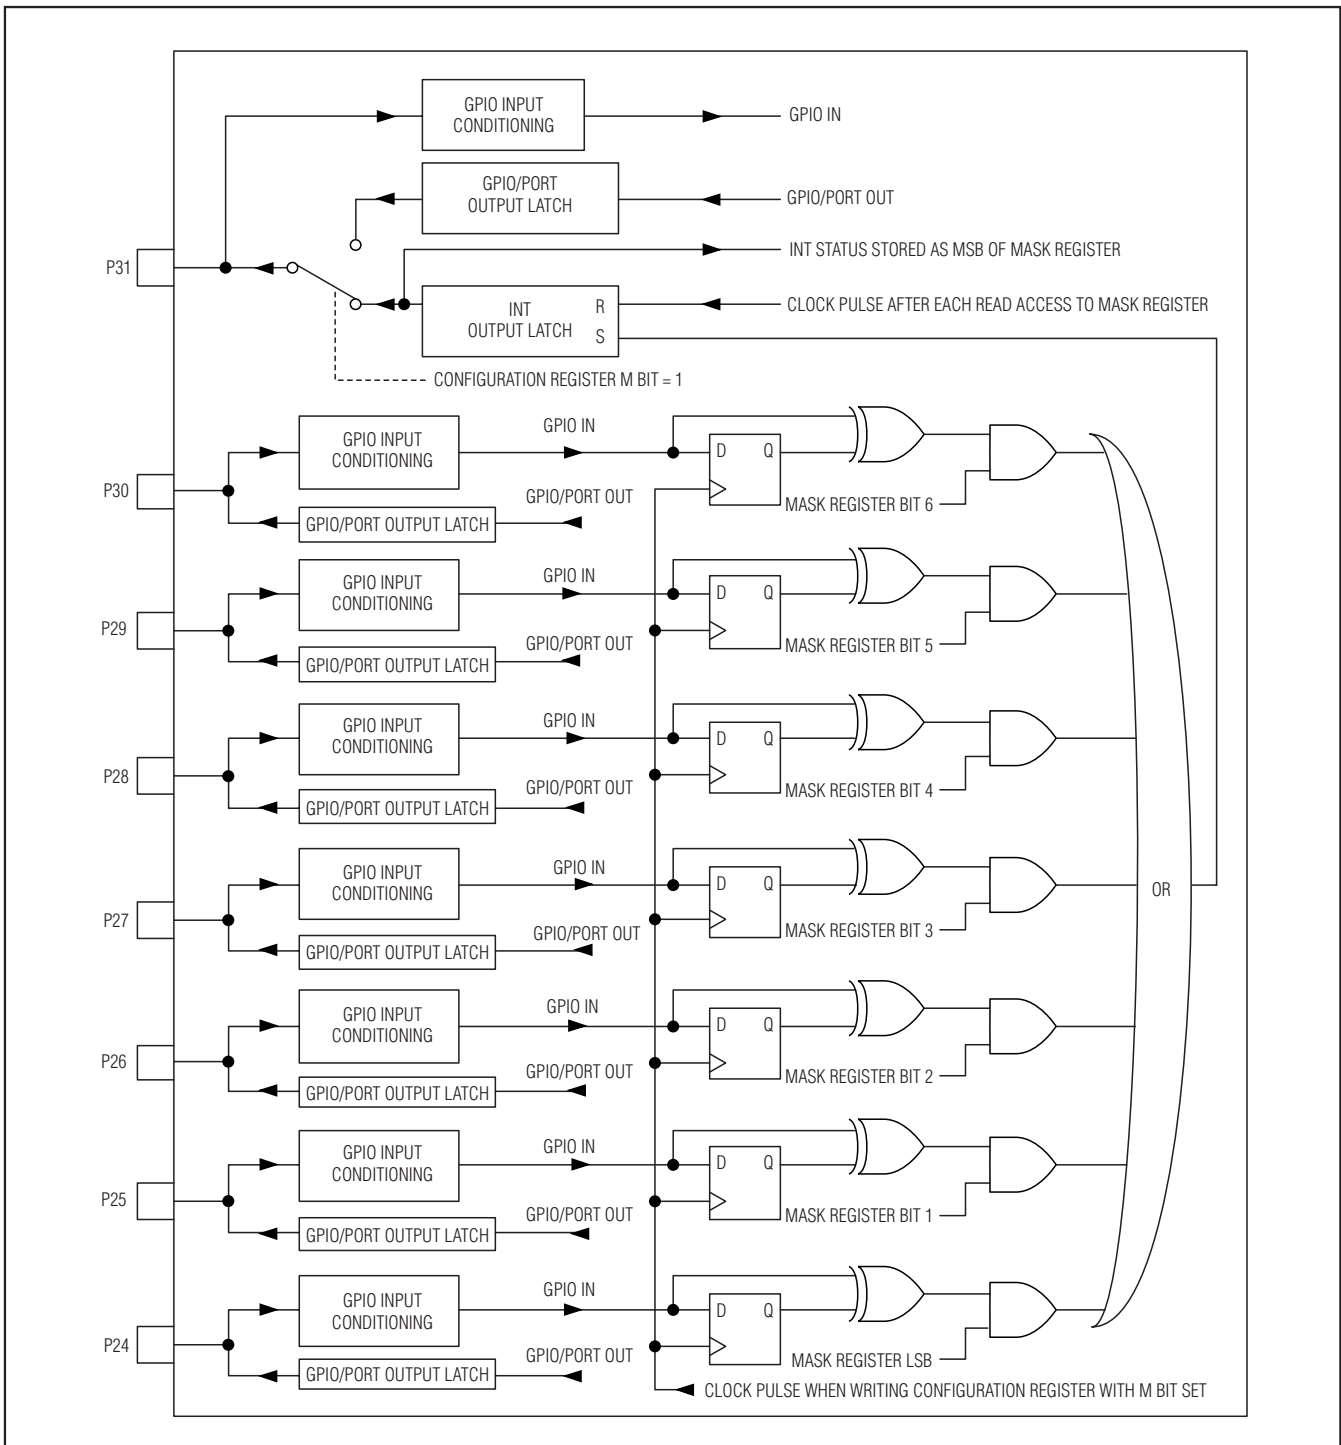 GPIO INPUT
CONDITIONING
GPIO IN
GPIO/PORT
OUTPUT LATCH
GPIO/PORT OUT
INT STATUS STORED AS MSB OF MASK REGISTER
P31
INT
OUTPUT LATCH
R
S
CLOCK PULSE AFTER EACH READ ACCESS TO MASK REGISTER
CONFIGURATION REGISTER M BIT = 1
P30
GPIO INPUT
CONDITIONING
GPIO IN
GPIO/PORT OUT
GPIO/PORT OUTPUT LATCH
D Q
MASK REGISTER BIT 6
P29
GPIO INPUT
CONDITIONING
GPIO IN
GPIO/PORT OUT
GPIO/PORT OUTPUT LATCH
D Q
MASK REGISTER BIT 5
P28
GPIO INPUT
CONDITIONING
GPIO IN
GPIO/PORT OUT
GPIO/PORT OUTPUT LATCH
D Q
MASK REGISTER BIT 4
P27
GPIO INPUT
CONDITIONING
GPIO IN
GPIO/PORT OUT
GPIO/PORT OUTPUT LATCH
D Q
MASK REGISTER BIT 3
OR
P26
GPIO INPUT
CONDITIONING
GPIO IN
GPIO/PORT OUT
GPIO/PORT OUTPUT LATCH
D Q
MASK REGISTER BIT 2
P25
GPIO INPUT
CONDITIONING
GPIO IN
GPIO/PORT OUT
GPIO/PORT OUTPUT LATCH
D Q
MASK REGISTER BIT 1
P24
GPIO INPUT
CONDITIONING
GPIO IN
GPIO/PORT OUT
GPIO/PORT OUTPUT LATCH
D Q
MASK REGISTER LSB
CLOCK PULSE WHEN WRITING CONFIGURATION REGISTER WITH M BIT SET